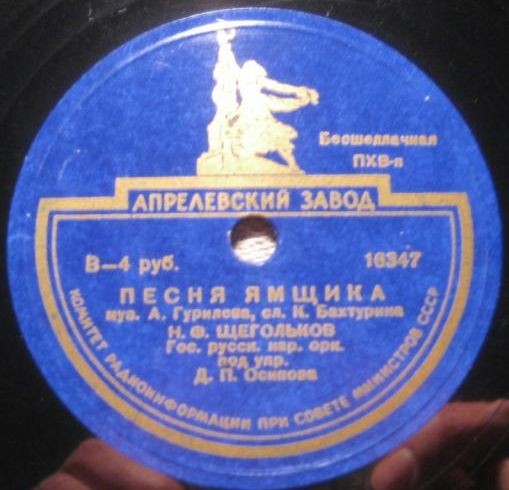 Бесшеллачная
ПХВ-я
АПРЕЛЕВСКИЙ ЗАВОД
В—4 руб.
16347
ПЕСНЯ ЯМЩИКА
муз. А. Гурилева, сл. К. Бахтурина
Н. Ф. ЩЕГОЛЬКОВ
Гос. русск. нар. орк.
под упр.
Д. П. Осипова
КОМИТЕТ РАДИОИНФОРМАЦИИ ПРИ СОВЕТЕ МИНИСТРОВ СССР